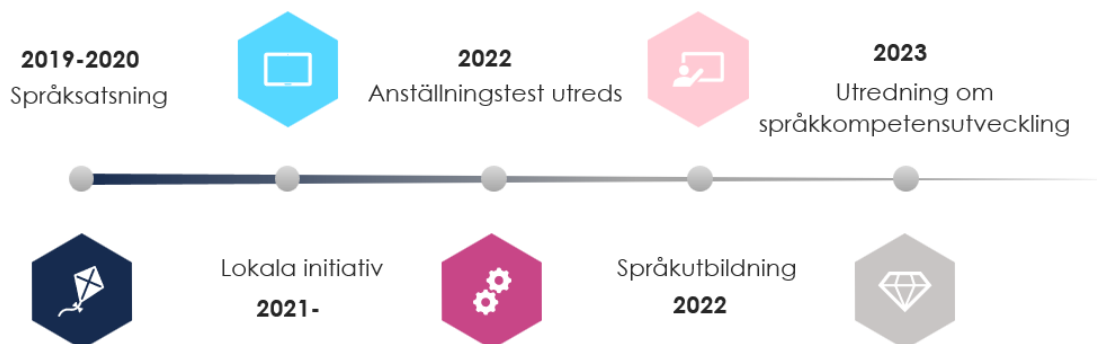 2019-2020
Språksatsning
Lokala initiativ
2021-
2022
Anställningstest utreds
Språkutbildning
2022
2023
Utredning om
språkkompetensutveckling